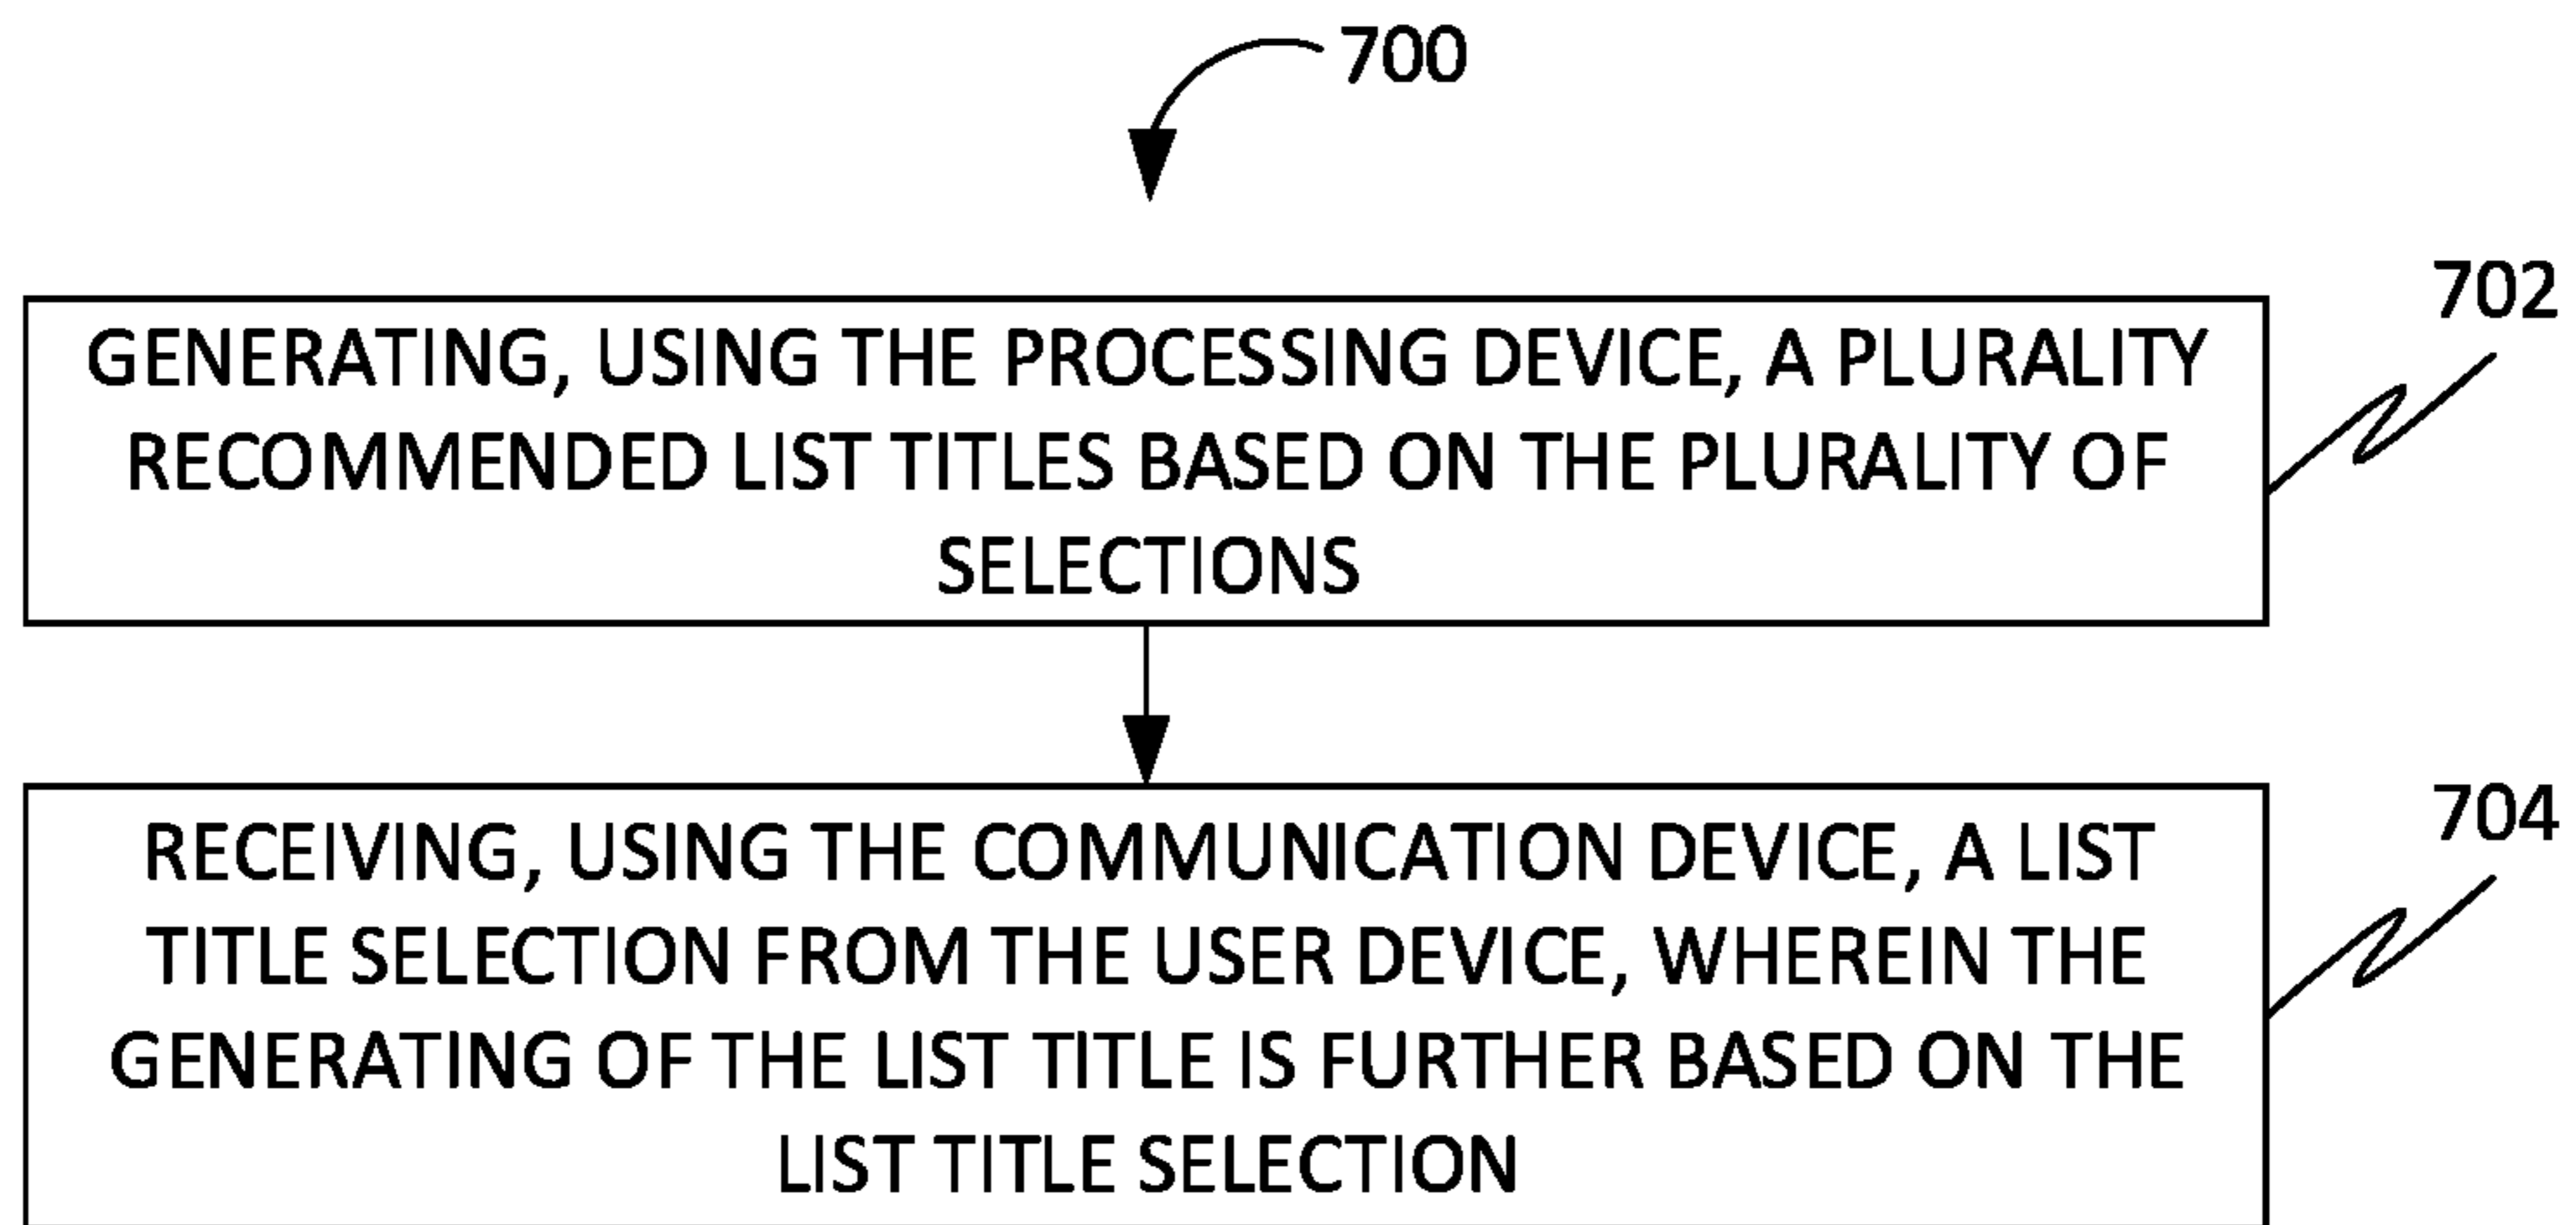 700
702
GENERATING, USING THE PROCESSING DEVICE, A PLURALITY
RECOMMENDED LIST TITLES BASED ON THE PLURALITY OF
SELECTIONS
704
RECEIVING, USING THE COMMUNICATION DEVICE, A LIST
TITLE SELECTION FROM THE USER DEVICE, WHEREIN THE
GENERATING OF THE LIST TITLE IS FURTHER BASED ON THE
LIST TITLE SELECTION